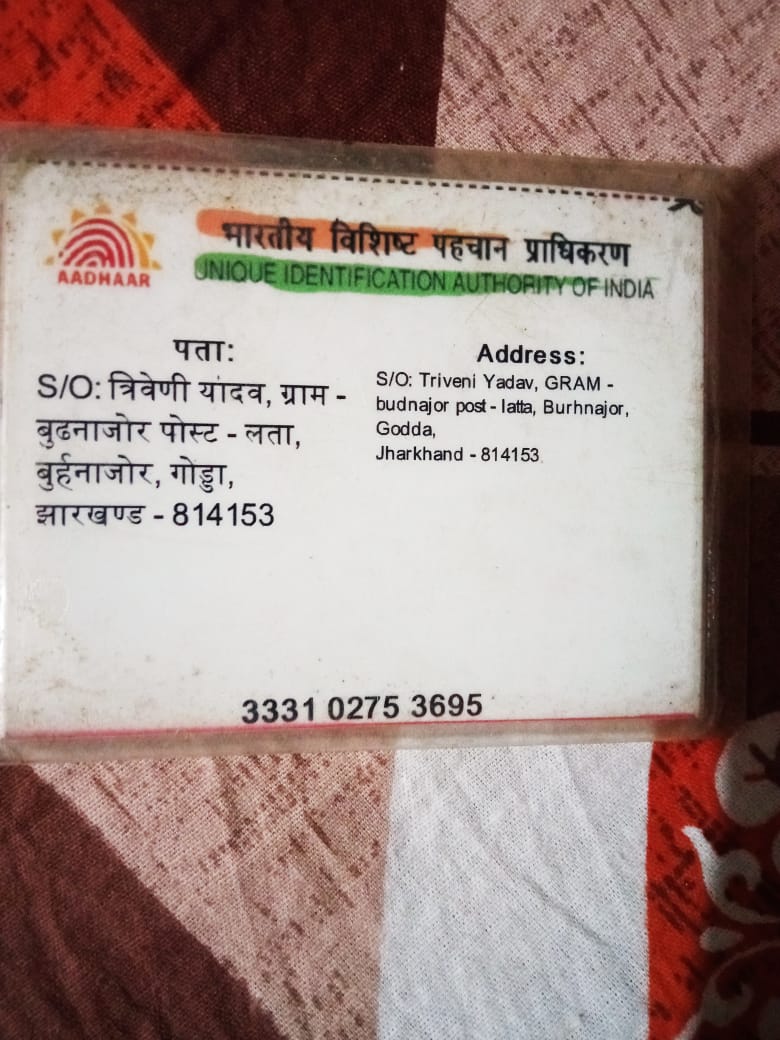 AADHAAR
भारतीय विशिष्ट पहचान प्राधिकरण
UNIQUE IDENTIFICATION AUTHORITY OF INDIA
पता:
S/O: त्रिवेणी यादव, ग्राम -
बुढनाजोर पोस्ट - लता,
बुर्हनाजोर, गोड्डा,
झारखण्ड - 814153
Address:
S/O: Triveni Yadav, GRAM -
budnajor post - latta, Burhnajor,
Godda,
Jharkhand - 814153
3331 0275 3695